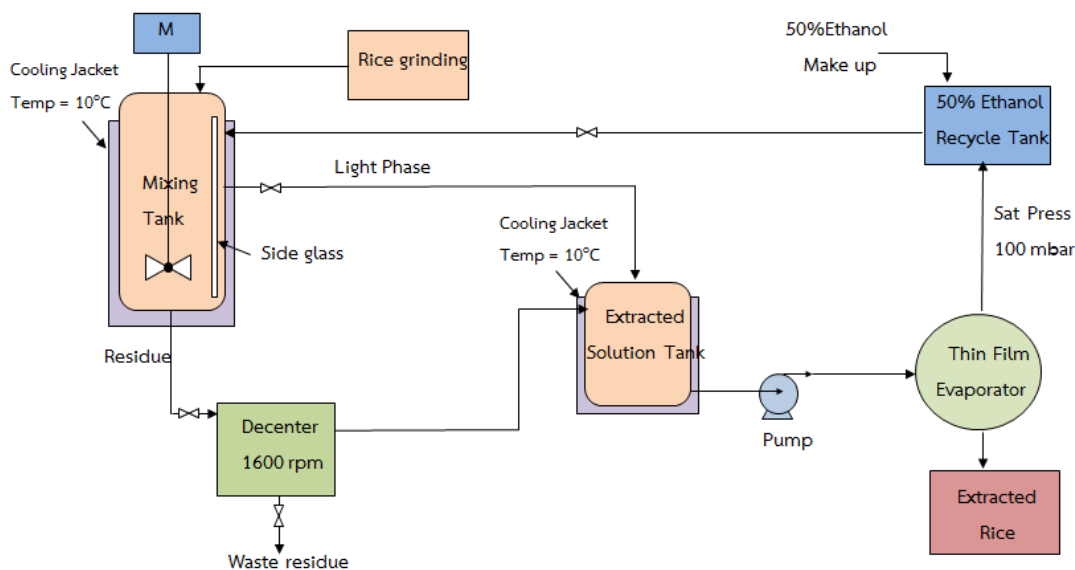 M
Cooling Jacket
Temp = 10°C
Rice grinding
50%Ethanol
Make up
50% Ethanol
Recycle Tank
Mixing
Tank
Light Phase
Side glass
Cooling Jacket
Temp = 10°C
Sat Press
100 mbar
Extracted
Solution Tank
Thin Film
Evaporator
Residue
Decenter
1600 rpm
Pump
Extracted
Rice
Waste residue